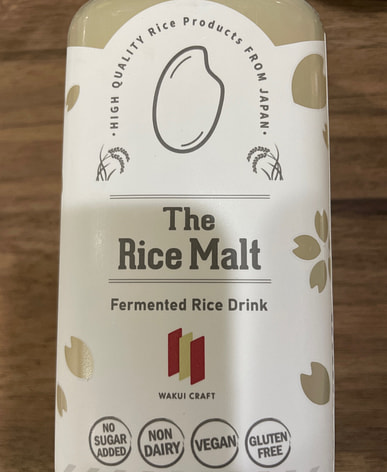 ·HIGH QUALITY Rice Products FROM JAPAN·
The
Rice Malt
Fermented Rice Drink
WAKUI CRAFT
NO
SUGAR
ADDED
NON
DAIRY
VEGAN
GLUTEN
FREE